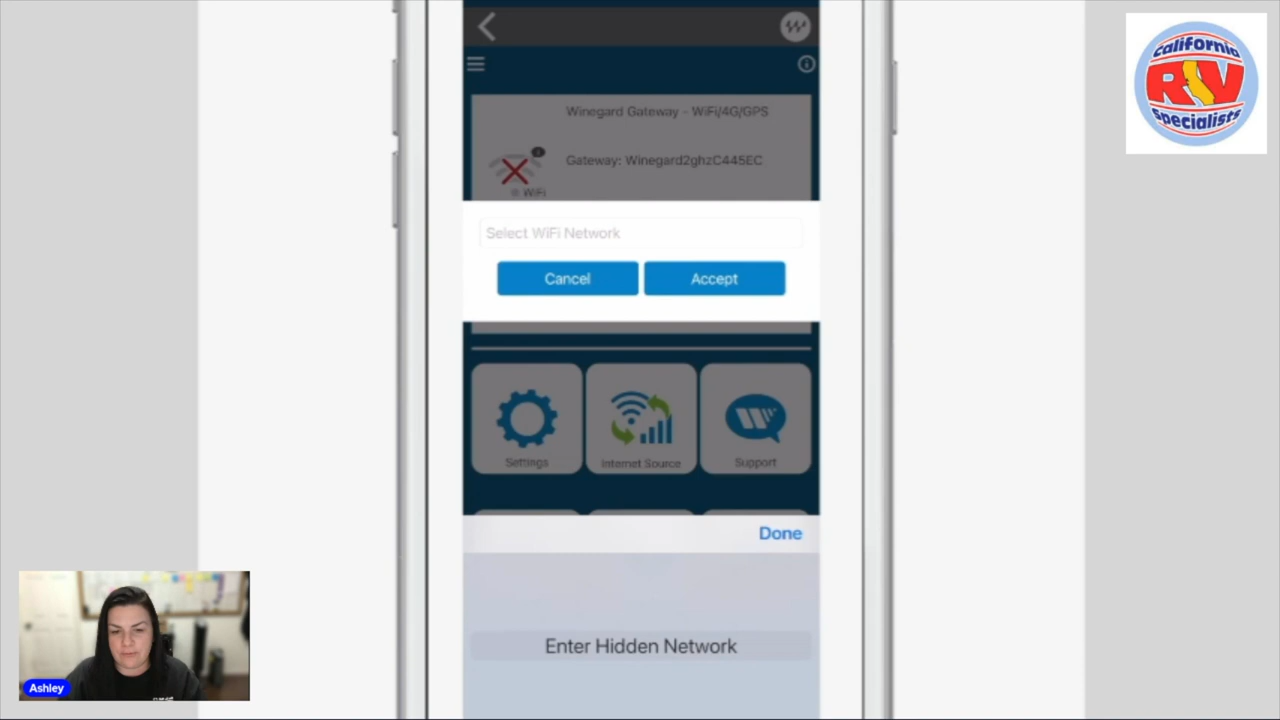 california
RV
Specialists
Winegard Gateway - WiFi/4G/GPS
Gateway: Winegard2ghzC445EC
WiFi
Select WiFi Network
Cancel
Accept
Settings
Internet Source
Support
Done
Enter Hidden Network
Ashley